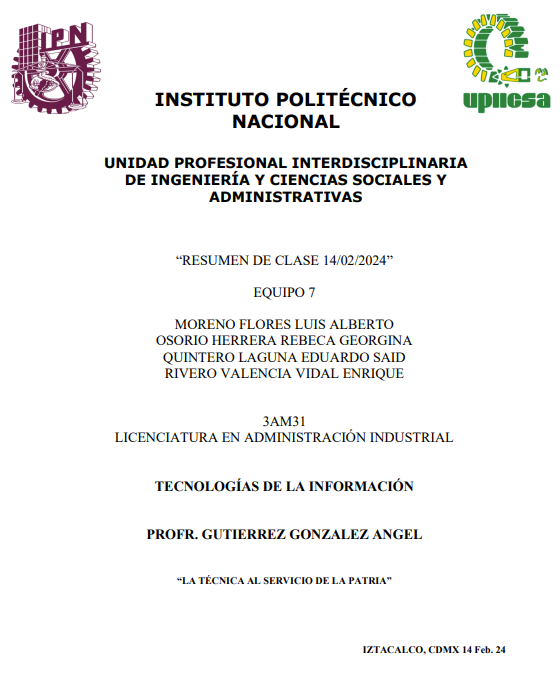 IPN
upiicsa
INSTITUTO POLITÉCNICO
NACIONAL
UNIDAD PROFESIONAL INTERDISCIPLINARIA
DE INGENIERÍA Y CIENCIAS SOCIALES Y
ADMINISTRATIVAS
“RESUMEN DE CLASE 14/02/2024”
EQUIPO 7
MORENO FLORES LUIS ALBERTO
OSORIO HERRERA REBECA GEORGINA
QUINTERO LAGUNA EDUARDO SAID
RIVERO VALENCIA VIDAL ENRIQUE
3AM31
LICENCIATURA EN ADMINISTRACIÓN INDUSTRIAL
TECNOLOGÍAS DE LA INFORMACIÓN
PROFR. GUTIERREZ GONZALEZ ANGEL
“LA TÉCNICA AL SERVICIO DE LA PATRIA”
IZTACALCO, CDMX 14 Feb. 24